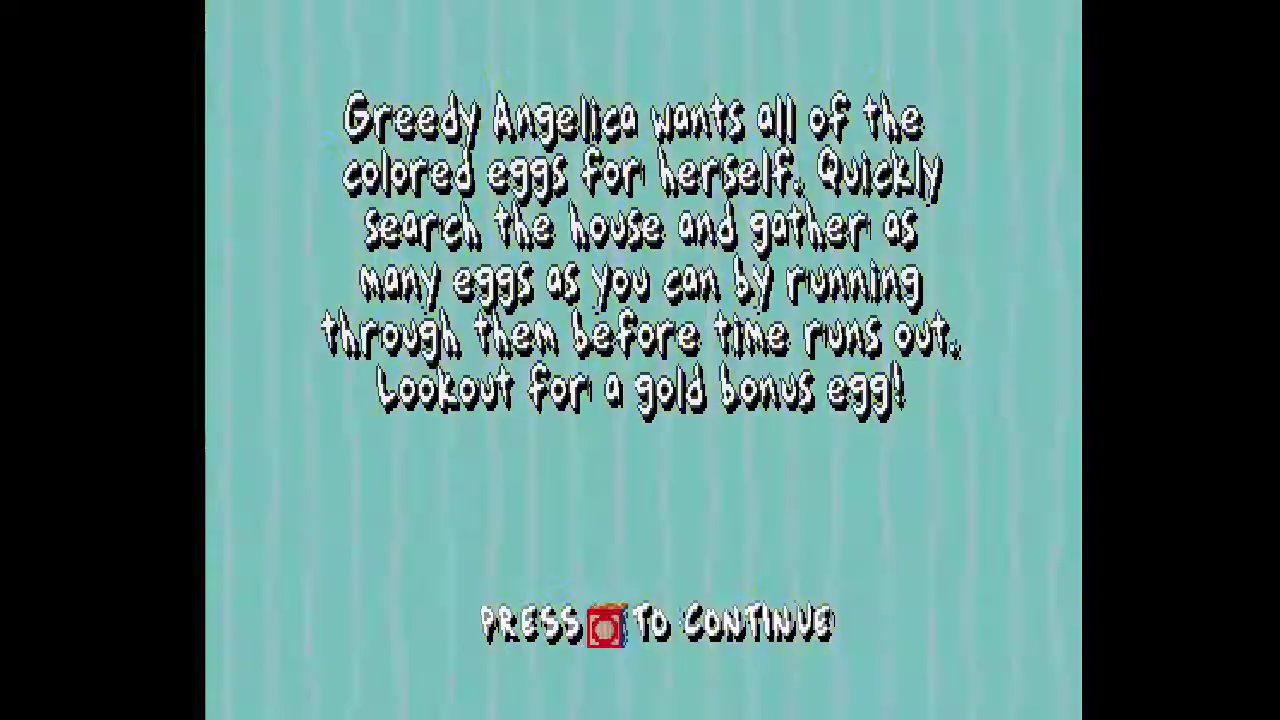 Greedy Angelica wants all of the
colored eggs for herself. Quickly
search the house and gather as
many eggs as you can by running
through them before time runs out.
Lookout for a gold bonus egg!
PRESS TO CONTINUE